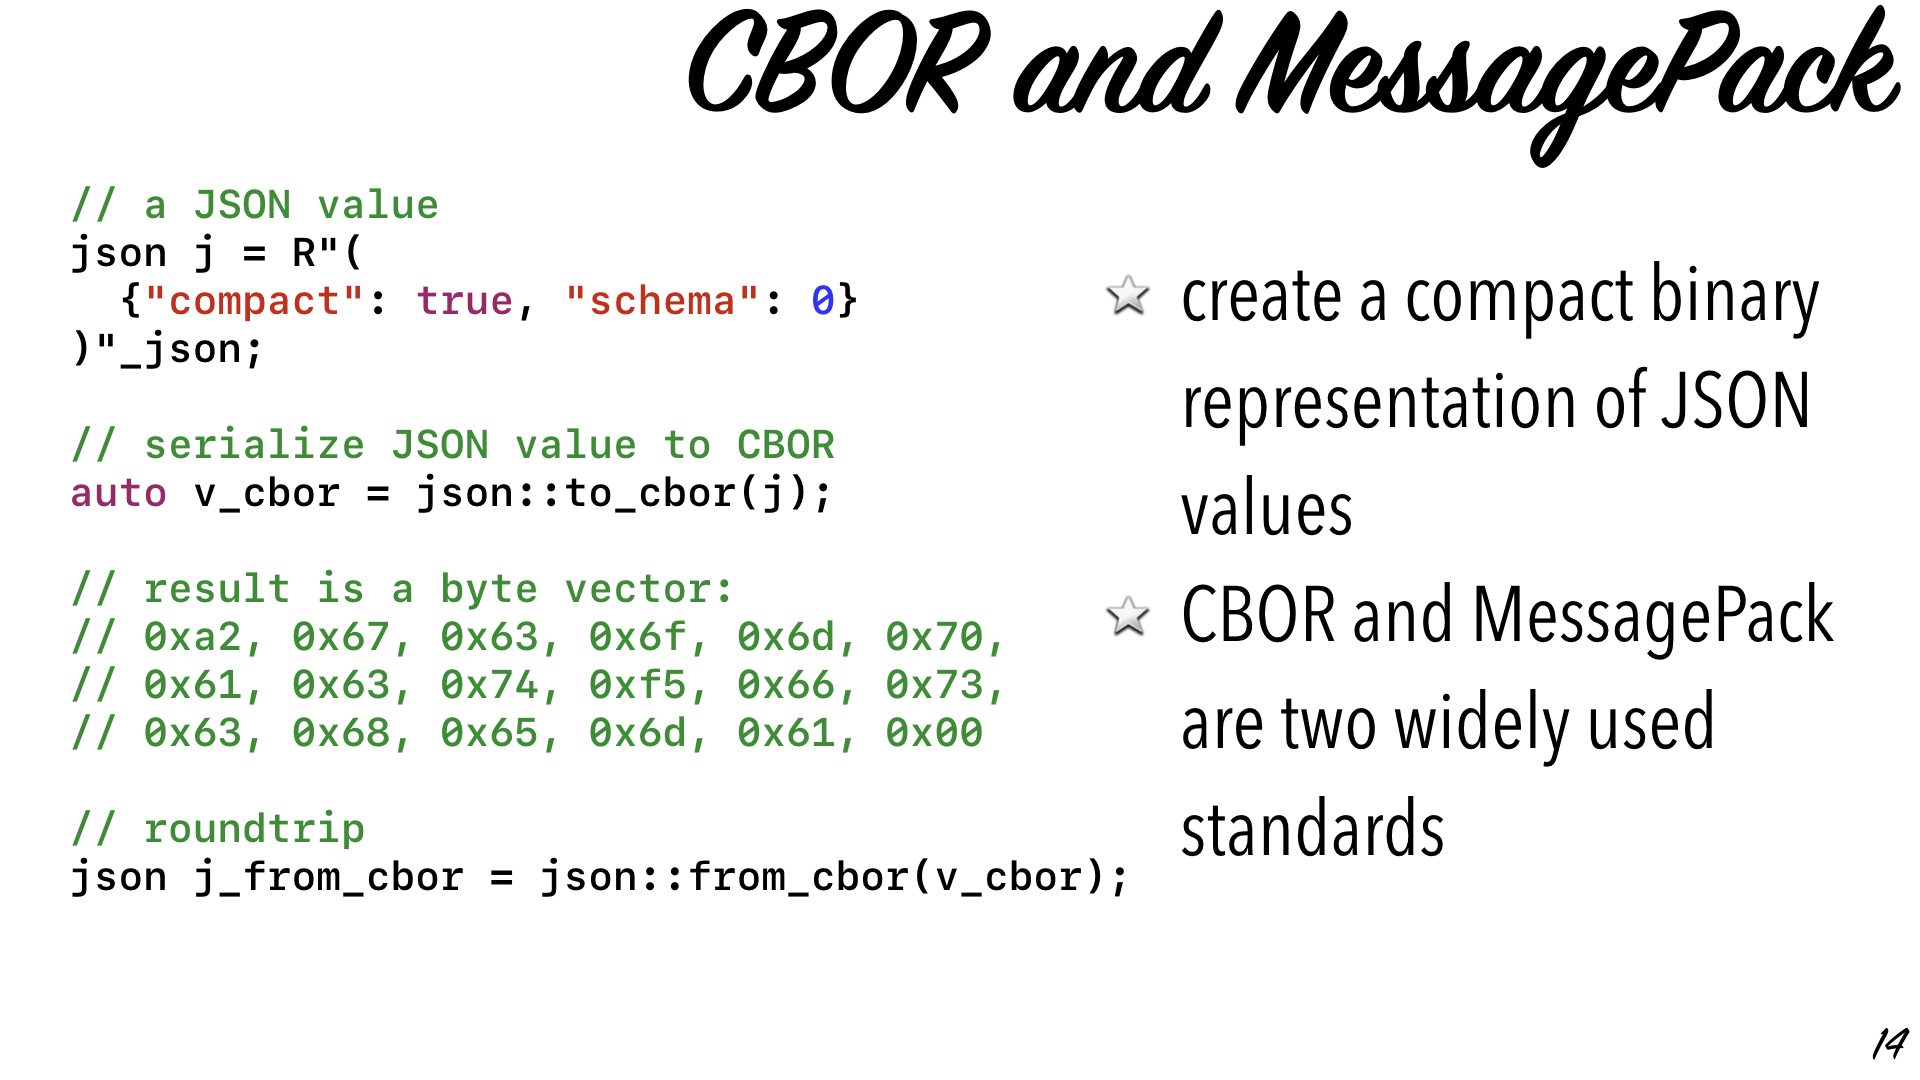 CBOR and MessagePack
// a JSON value
json j = R"(
  {"compact": true, "schema": 0}
)"_json;
// serialize JSON value to CBOR
auto v_cbor = json::to_cbor(j);
// result is a byte vector:
// 0xa2, 0x67, 0x63, 0x6f, 0x6d, 0x70,
// 0x61, 0x63, 0x74, 0xf5, 0x66, 0x73,
// 0x63, 0x68, 0x65, 0x6d, 0x61, 0x00
// roundtrip
json j_from_cbor = json::from_cbor(v_cbor);
create a compact binary
representation of JSON
values
CBOR and MessagePack
are two widely used
standards
14